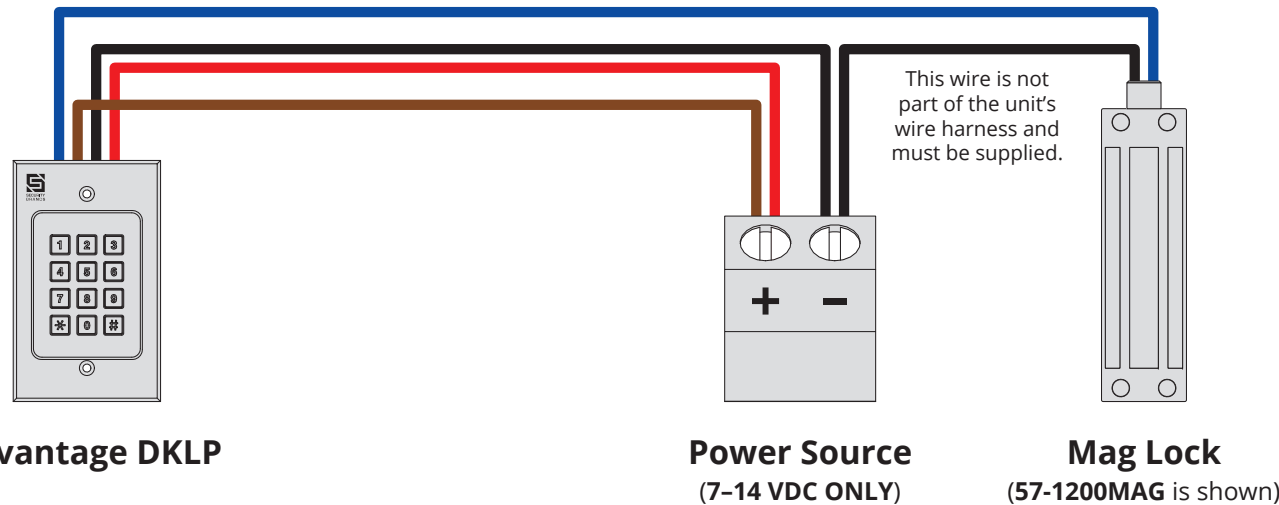 This wire is not
part of the unit’s
wire harness and
must be supplied.
SECURITY
BRANDS
1 2 3
4 5 6
7 8 9
* 0 #
+ −
vantage DKLP
Power Source
(7–14 VDC ONLY)
Mag Lock
(57-1200MAG is shown)